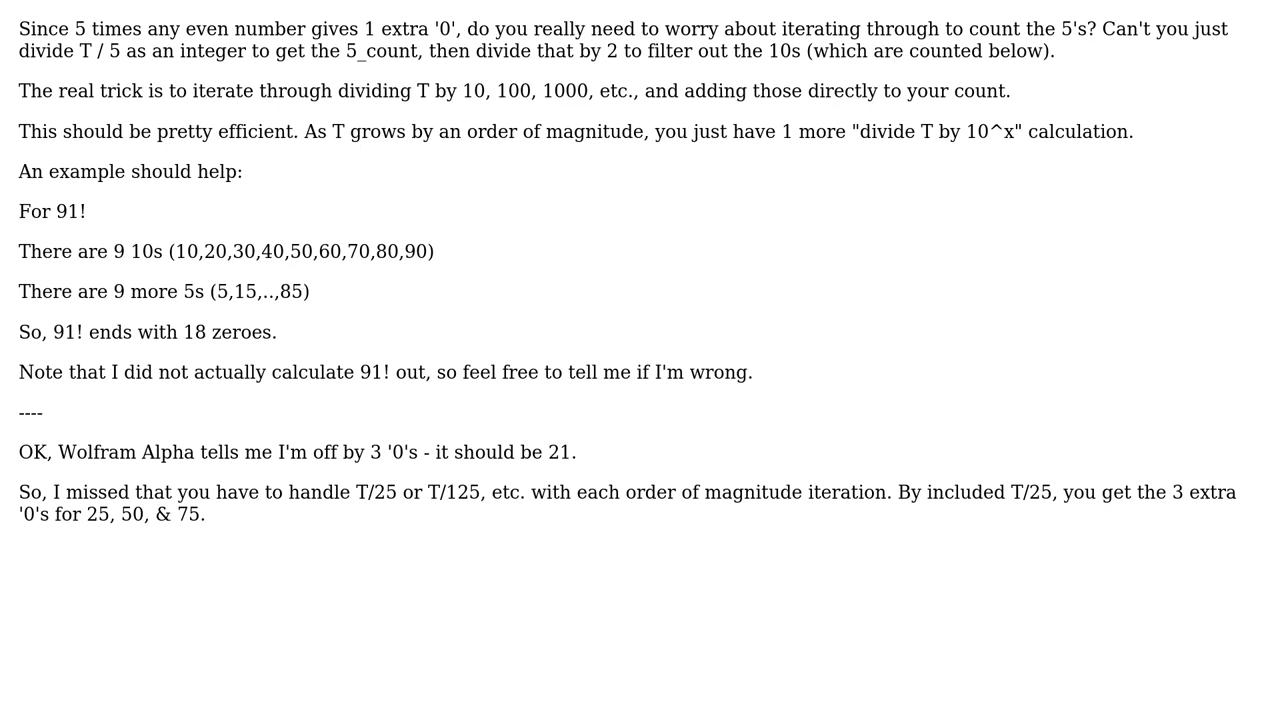 Since 5 times any even number gives 1 extra '0', do you really need to worry about iterating through to count the 5's? Can't you just
divide T / 5 as an integer to get the 5_count, then divide that by 2 to filter out the 10s (which are counted below).
The real trick is to iterate through dividing T by 10, 100, 1000, etc., and adding those directly to your count.
This should be pretty efficient. As T grows by an order of magnitude, you just have 1 more "divide T by 10^x" calculation.
An example should help:
For 91!
There are 9 10s (10,20,30,40,50,60,70,80,90)
There are 9 more 5s (5,15,..,85)
So, 91! ends with 18 zeroes.
Note that I did not actually calculate 91! out, so feel free to tell me if I'm wrong.
----
OK, Wolfram Alpha tells me I'm off by 3 '0's - it should be 21.
So, I missed that you have to handle T/25 or T/125, etc. with each order of magnitude iteration. By included T/25, you get the 3 extra
'0's for 25, 50, & 75.